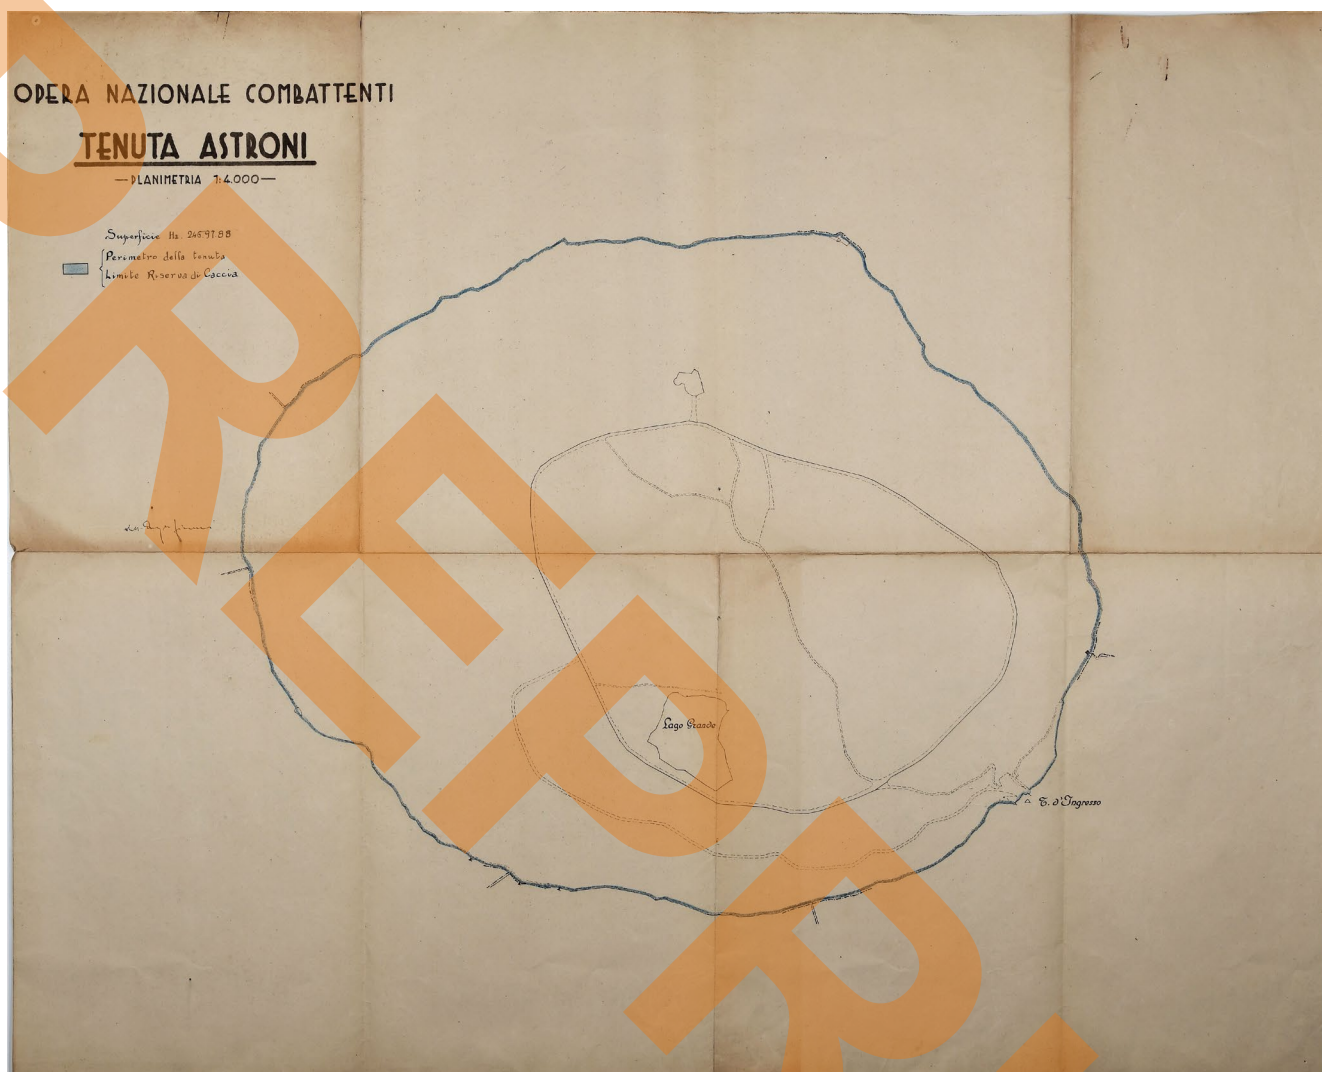 OPERA NAZIONALE COMBATTENTI
TENUTA ASTRONI
—PLANIMETRIA 1:4.000—
Superficie Ha. 245.97.88
Perimetro della tenuta
Limite Riserva di Caccia
Lago Grande
T. d'Ingresso
PREPRI